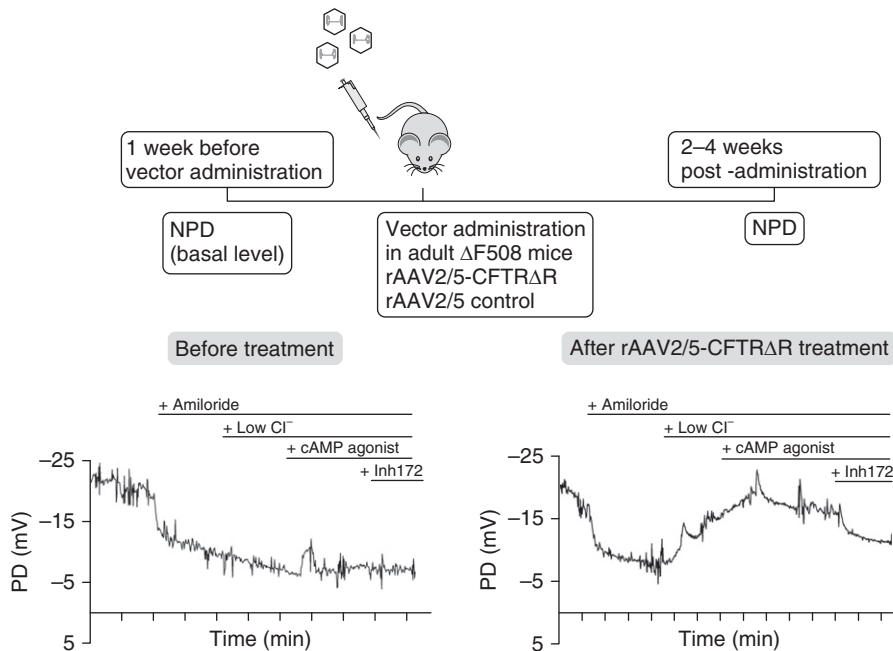 1 week before
vector administration
2–4 weeks
post -administration
NPD
(basal level)
Vector administration
in adult ΔF508 mice
rAAV2/5-CFTRΔR
rAAV2/5 control
NPD
Before treatment
After rAAV2/5-CFTRΔR treatment
+ Amiloride
+ Low Cl⁻
+ cAMP agonist
+ Inh172
–25
–15
–5
5
PD (mV)
Time (min)
+ Amiloride
+ Low Cl⁻
+ cAMP agonist
+ Inh172
–25
–15
–5
5
PD (mV)
Time (min)